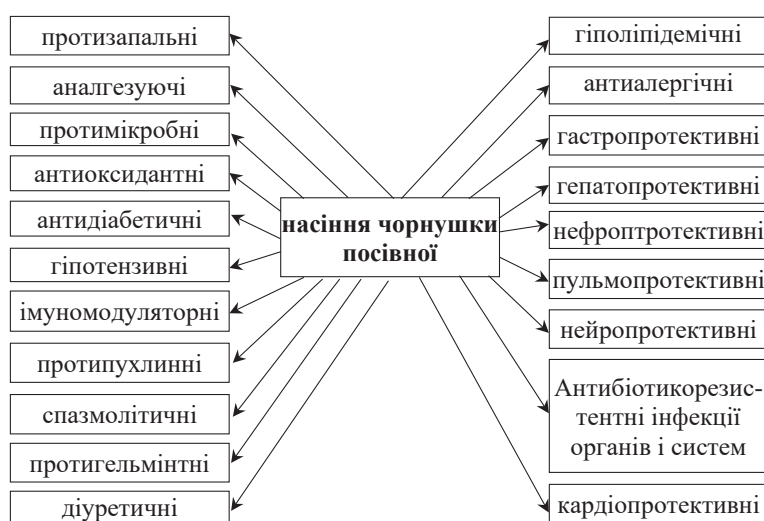 протизапальні
аналгезуючі
протимікробні
антиоксидантні
антидіабетичні
гіпотензивні
імуномодуляторні
протипухлинні
спазмолітичні
протигельмінтні
діуретичні
насіння чорнушки
посівної
гіполіпідемічні
антиалергічні
гастропротективні
гепатопротективні
нефроптротективні
пульмопротективні
нейропротективні
Антибіотикорезис-
тентні інфекції
органів і систем
кардіопротективні